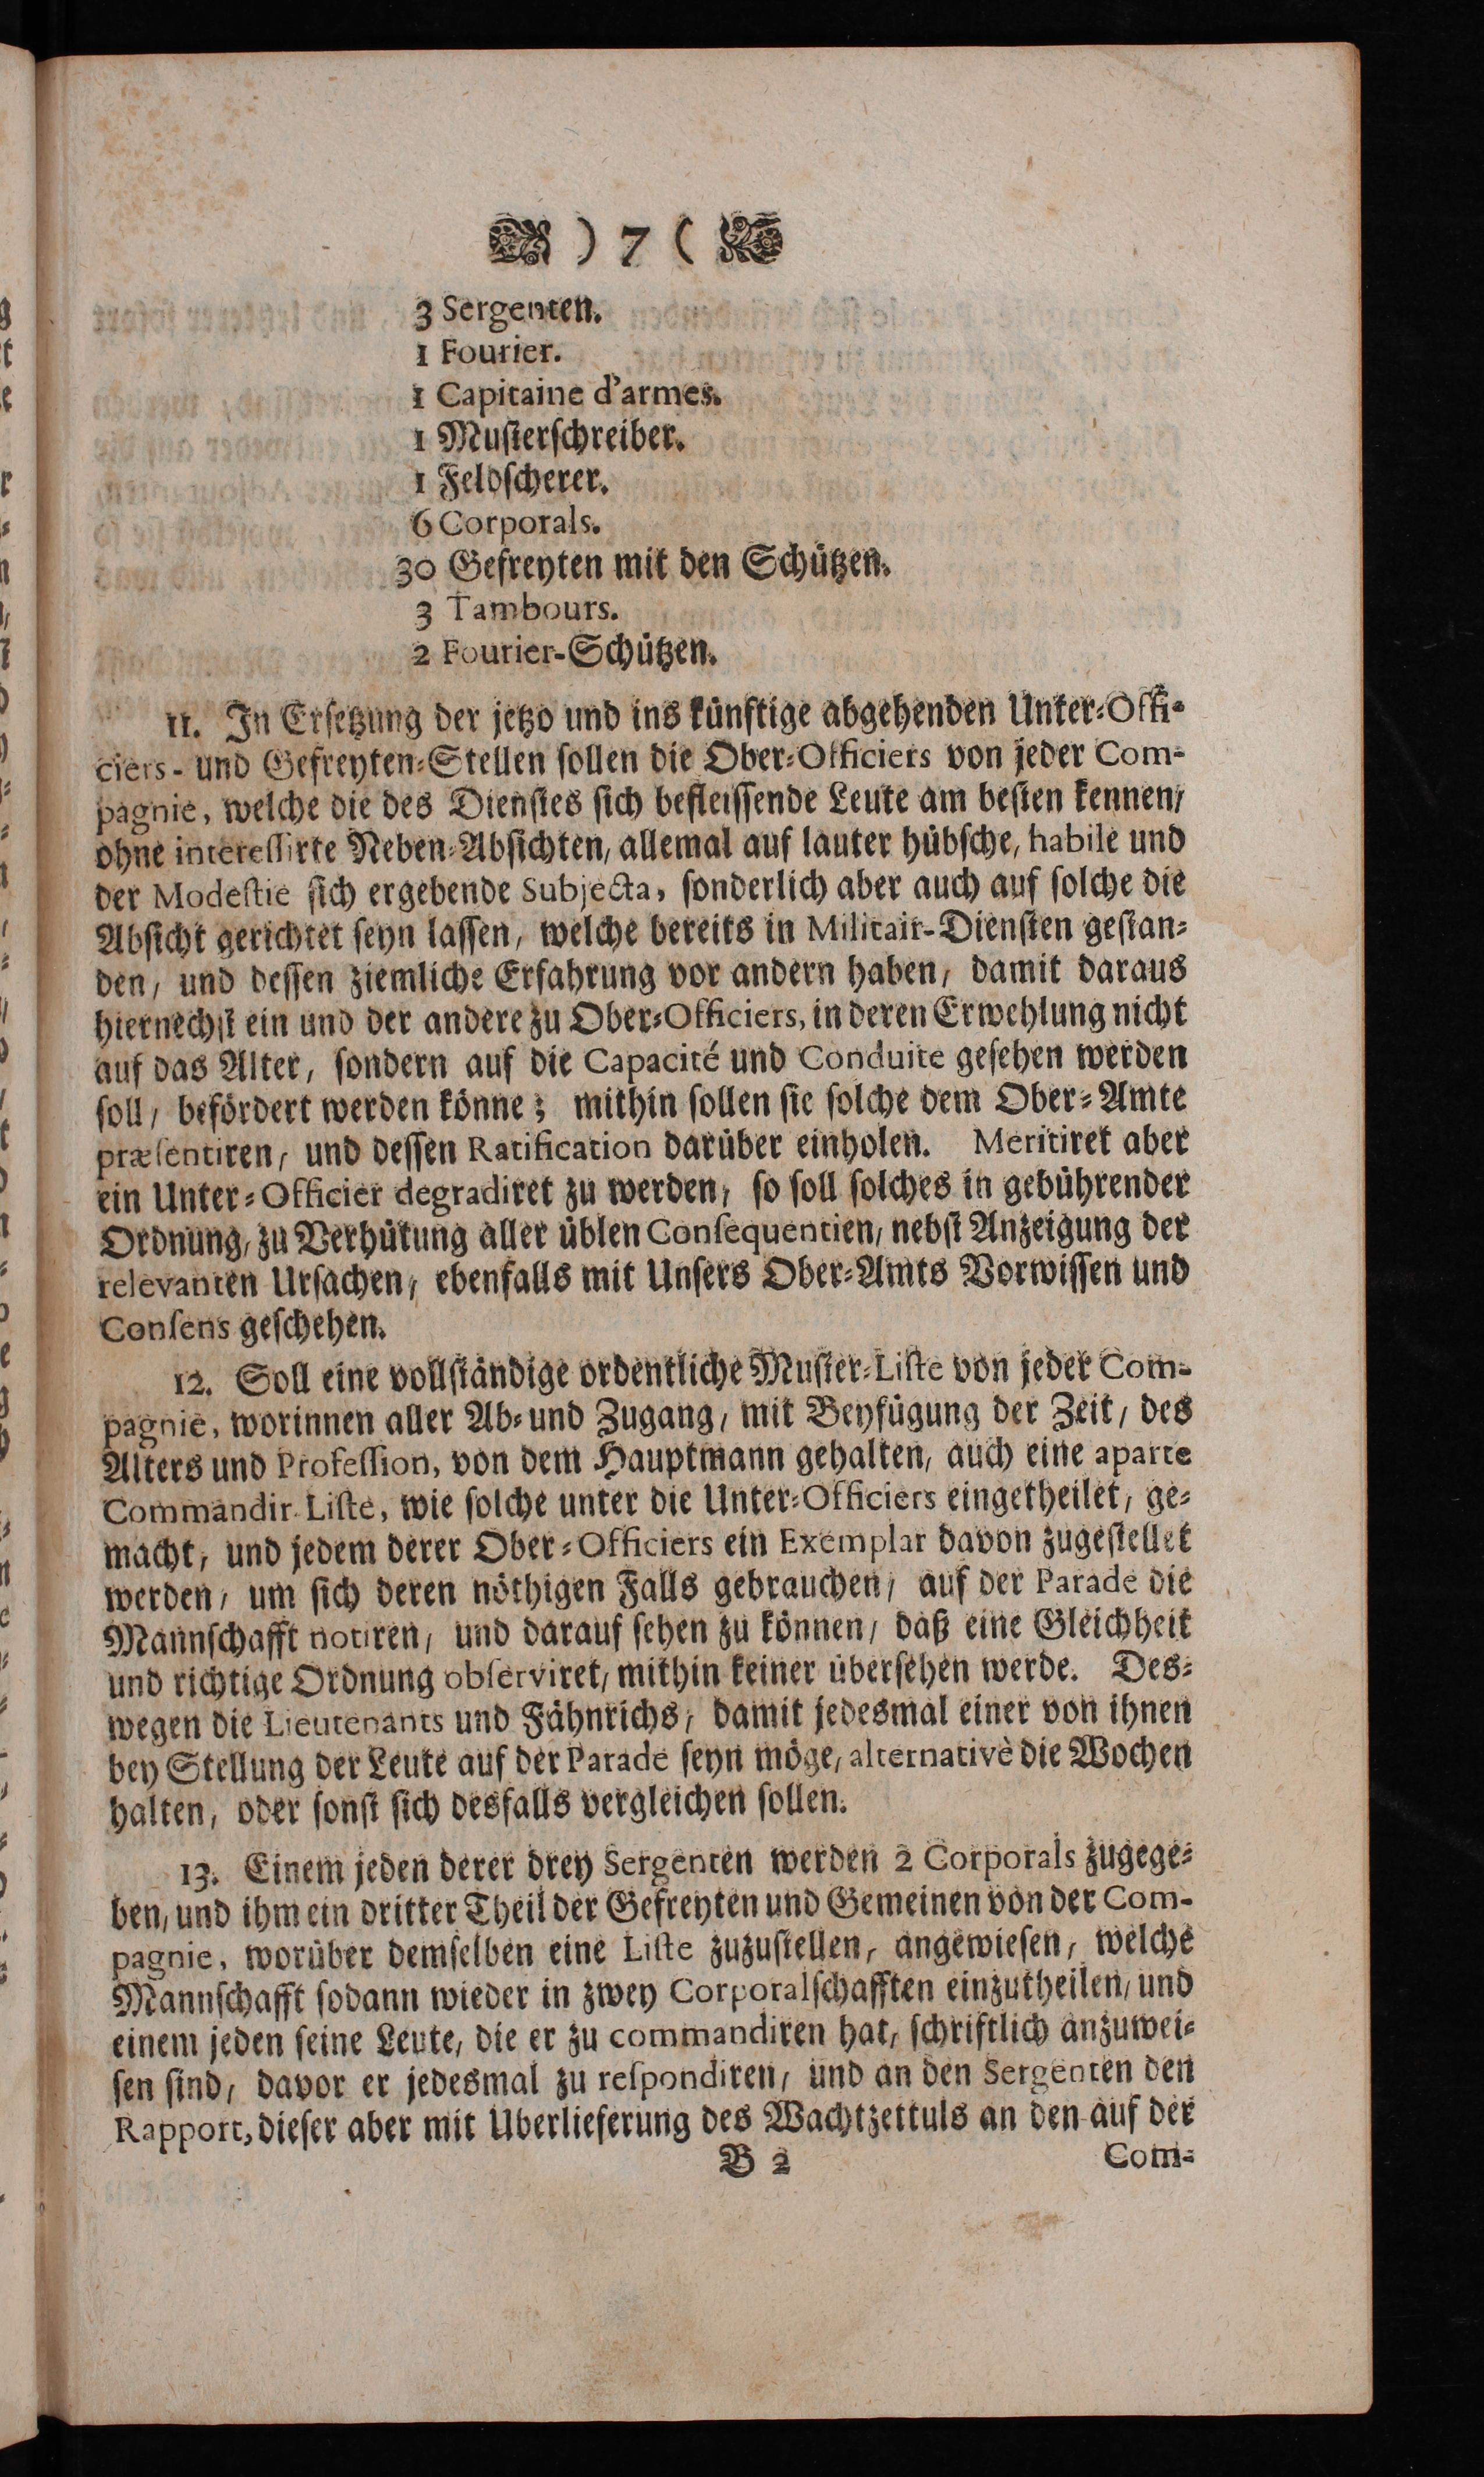 ) 7 (
3 Sergenten.
1 Fourier.
1 Capitaine d'armes.
1 Muſterſchreiber.
1 Feldſcherer.
6 Corporals.
30 Gefreyten mit den Schützen.
3 Tambours.
2 Fourier-Schützen.
11. In Erſetzung der jetzo und ins künftige abgehenden Unter-Offi-
ciers- und Gefreyten-Stellen ſollen die Ober-Officiers von jeder Com-
pagnie, welche die des Dienſtes ſich befleiſſende Leute am beſten kennen/
ohne intereſſirte Neben-Abſichten, allemal auf lauter hübſche, habile und
der Modeſtie ſich ergebende Subjecta, ſonderlich aber auch auf ſolche die
Abſicht gerichtet ſeyn laſſen, welche bereits in Militair-Dienſten geſtan-
den, und deſſen ziemliche Erfahrung vor andern haben, damit daraus
hiernechſt ein und der andere zu Ober-Officiers, in deren Erwehlung nicht
auf das Alter, ſondern auf die Capacité und Conduite geſehen werden
ſoll, befördert werden könne; mithin ſollen ſie ſolche dem Ober-Amte
præſentiren, und deſſen Ratification darüber einholen. Meritiret aber
ein Unter-Officier degradiret zu werden, ſo ſoll ſolches in gebührender
Ordnung, zu Verhütung aller üblen Conſequentien, nebſt Anzeigung der
relevanten Urſachen, ebenfalls mit Unſers Ober-Amts Vorwiſſen und
Conſens geſchehen.
12. Soll eine vollſtändige ordentliche Muſter-Liſte von jeder Com-
pagnie, worinnen aller Ab- und Zugang, mit Beyfügung der Zeit, des
Alters und Profeſſion, von dem Hauptmann gehalten, auch eine aparte
Commandir-Liſte, wie ſolche unter die Unter-Officiers eingetheilet, ge-
macht, und jedem derer Ober-Officiers ein Exemplar davon zugeſtellet
werden, um ſich deren nöthigen Falls gebrauchen, auf der Parade die
Mannſchafft notiren, und darauf ſehen zu können, daß eine Gleichheit
und richtige Ordnung obſerviret, mithin keiner überſehen werde. Des-
wegen die Lieutenants und Fähnrichs, damit jedesmal einer von ihnen
bey Stellung der Leute auf der Parade ſeyn möge, alternativè die Wochen
halten, oder ſonſt ſich desfalls vergleichen ſollen.
13. Einem jeden derer drey Sergenten werden 2 Corporals zugege-
ben, und ihm ein dritter Theil der Gefreyten und Gemeinen von der Com-
pagnie, worüber demſelben eine Liſte zuzuſtellen, angewieſen, welche
Mannſchafft ſodann wieder in zwey Corporalſchafften einzutheilen, und
einem jeden ſeine Leute, die er zu commandiren hat, ſchriftlich anzuwei-
ſen ſind, davor er jedesmal zu reſpondiren, und an den Sergenten den
Rapport, dieſer aber mit Uberlieferung des Wachtzettuls an den auf der
B 2 Com-